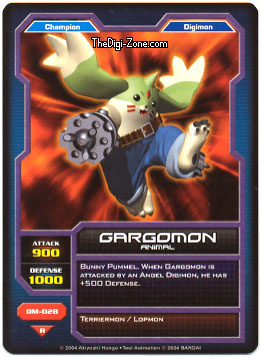 Champion
Digimon
TheDigi-Zone.com
GARGOMON
ANIMAL
ATTACK
900
DEFENSE
1000
BUNNY PUMMEL. WHEN GARGOMON IS
ATTACKED BY AN ANGEL DIGIMON, HE HAS
+500 DEFENSE.
DM-028
R
TERRIERMON / LOPMON
© 2004 Akiyoshi Hongo • Toei Animation © 2004 BANDAI